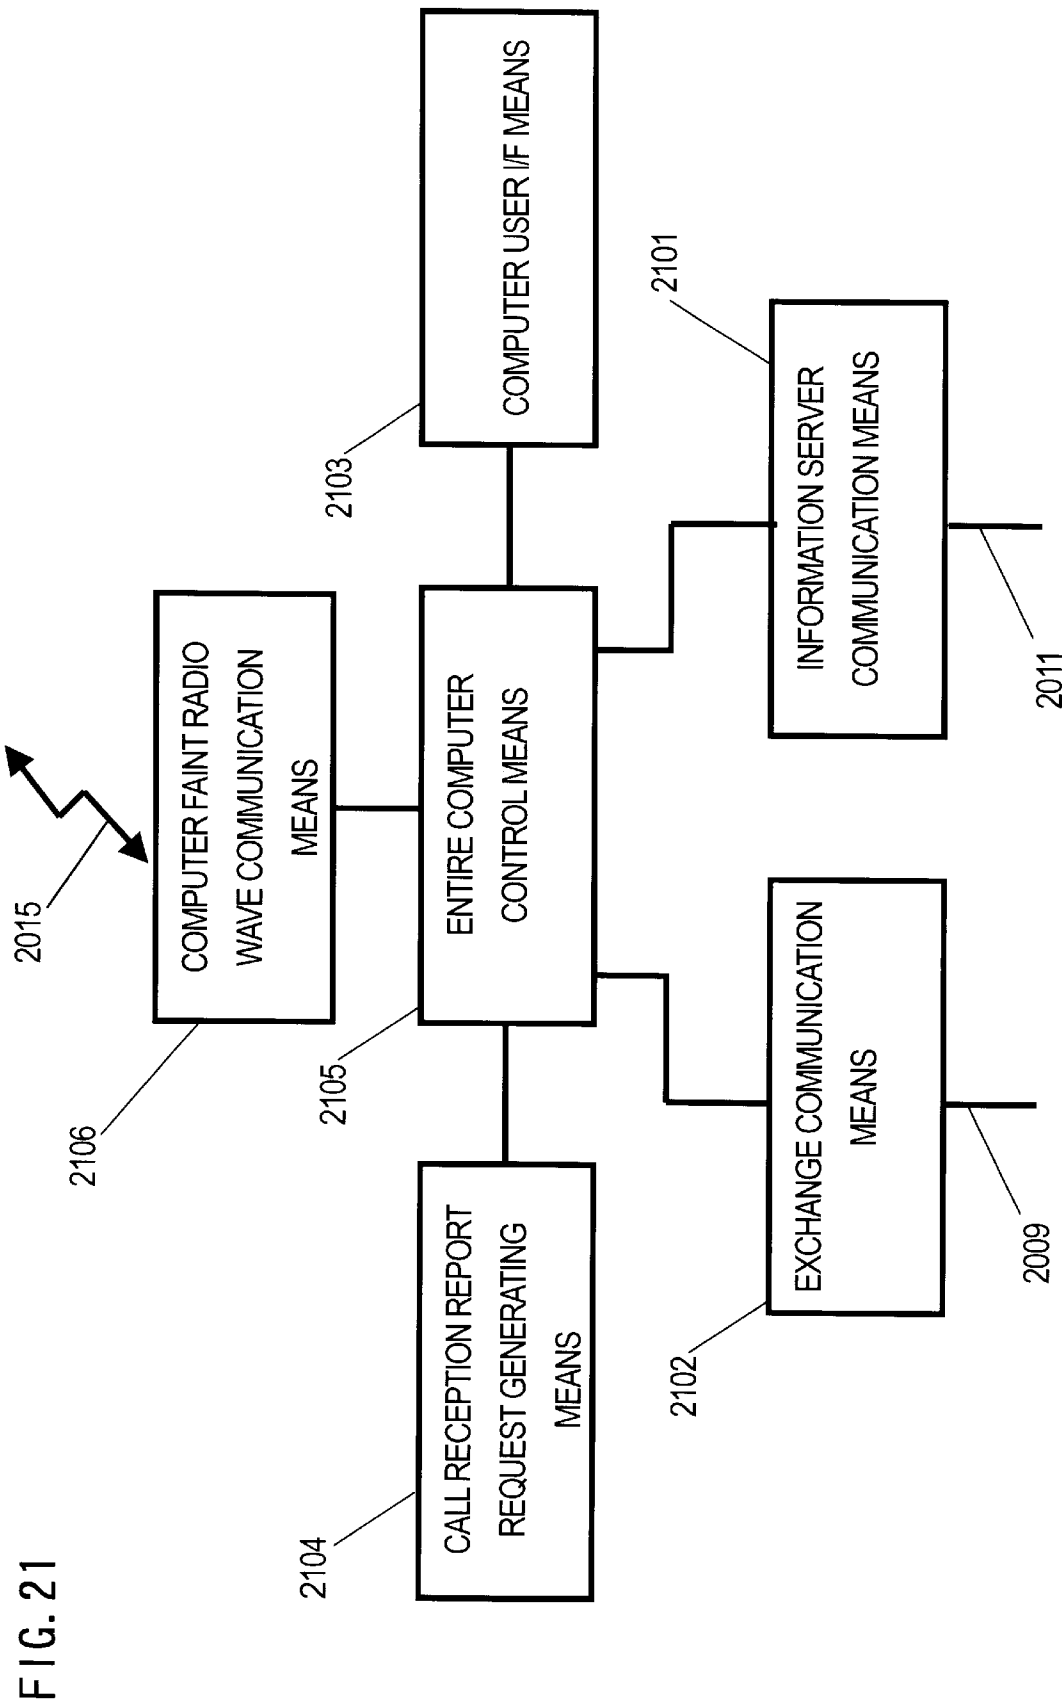 FIG. 21
2015
2106
COMPUTER FAINT RADIO
WAVE COMMUNICATION
MEANS
2104
CALL RECEPTION REPORT
REQUEST GENERATING
MEANS
2105
ENTIRE COMPUTER
CONTROL MEANS
2103
COMPUTER USER I/F MEANS
2102
EXCHANGE COMMUNICATION
MEANS
2009
2101
INFORMATION SERVER
COMMUNICATION MEANS
2011